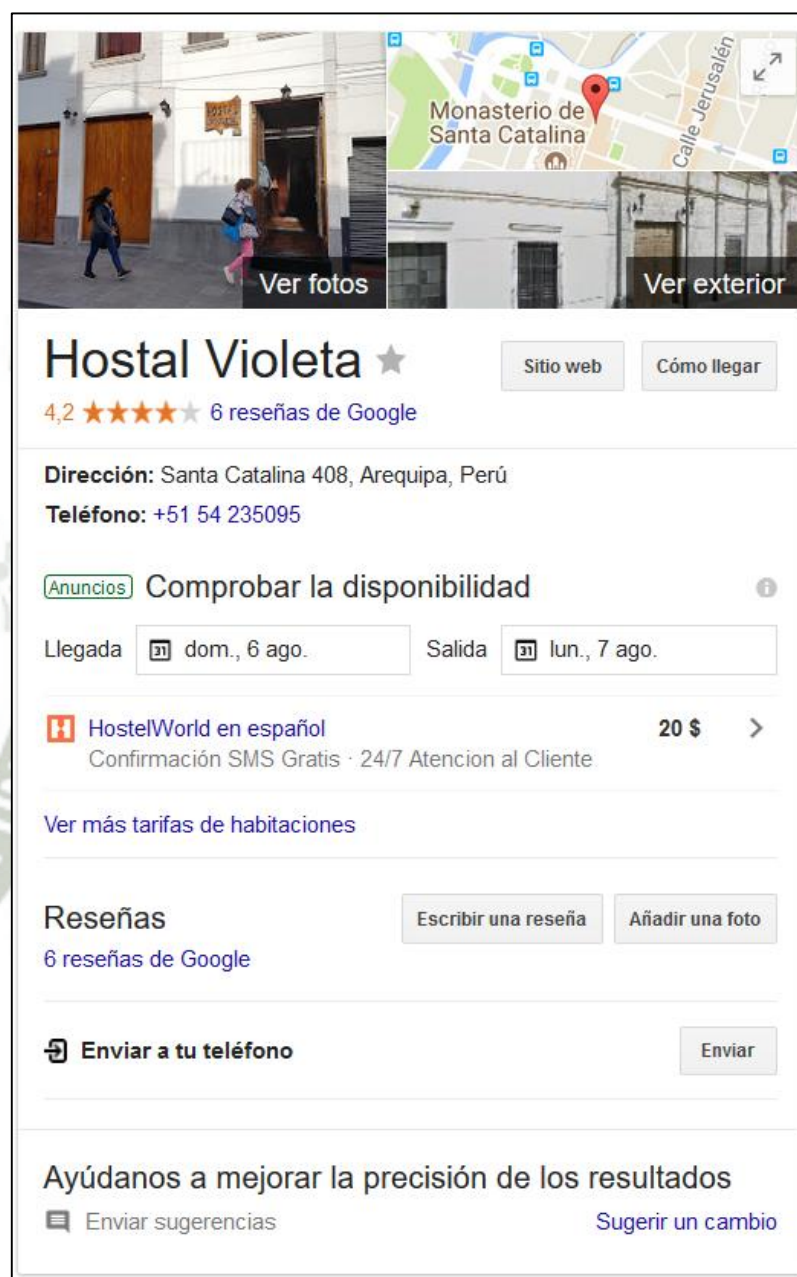 HOSTAL
Monasterio de
Santa Catalina
Calle Jerusalén
Ver fotos
Ver exterior
Hostal Violeta
Sitio web
Cómo llegar
4,2
6 reseñas de Google
Dirección: Santa Catalina 408, Arequipa, Perú
Teléfono: +51 54 235095
Anuncios
Comprobar la disponibilidad
Llegada
31
dom., 6 ago.
Salida
31
lun., 7 ago.
HostelWorld en español
20 $
Confirmación SMS Gratis · 24/7 Atencion al Cliente
Ver más tarifas de habitaciones
Reseñas
Escribir una reseña
Añadir una foto
6 reseñas de Google
Enviar a tu teléfono
Enviar
Ayúdanos a mejorar la precisión de los resultados
Enviar sugerencias
Sugerir un cambio